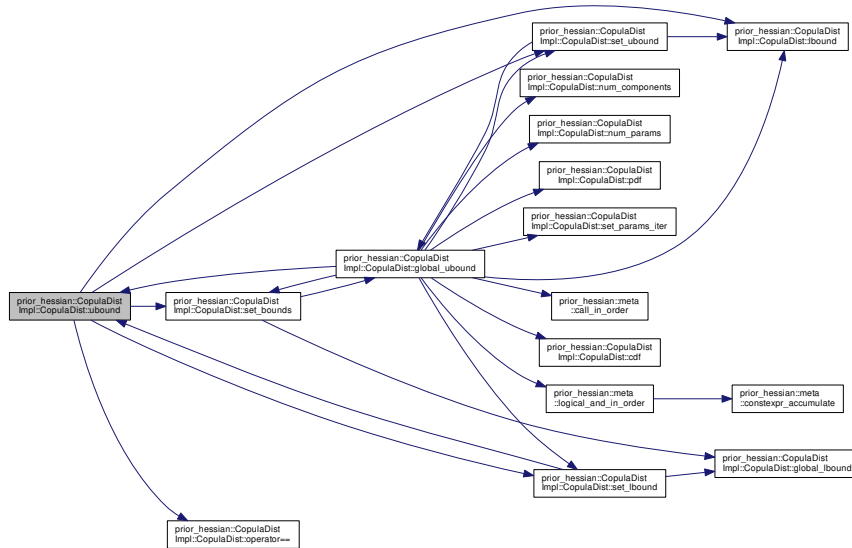 prior_hessian::CopulaDist
Impl::CopulaDist::set_ubound
prior_hessian::CopulaDist
Impl::CopulaDist::lbound
prior_hessian::CopulaDist
Impl::CopulaDist::num_components
prior_hessian::CopulaDist
Impl::CopulaDist::num_params
prior_hessian::CopulaDist
Impl::CopulaDist::pdf
prior_hessian::CopulaDist
Impl::CopulaDist::set_params_iter
prior_hessian::CopulaDist
Impl::CopulaDist::global_ubound
prior_hessian::CopulaDist
Impl::CopulaDist::ubound
prior_hessian::CopulaDist
Impl::CopulaDist::set_bounds
prior_hessian::meta
::call_in_order
prior_hessian::CopulaDist
Impl::CopulaDist::cdf
prior_hessian::meta
::logical_and_in_order
prior_hessian::meta
::constexpr_accumulate
prior_hessian::CopulaDist
Impl::CopulaDist::global_lbound
prior_hessian::CopulaDist
Impl::CopulaDist::set_lbound
prior_hessian::CopulaDist
Impl::CopulaDist::operator==